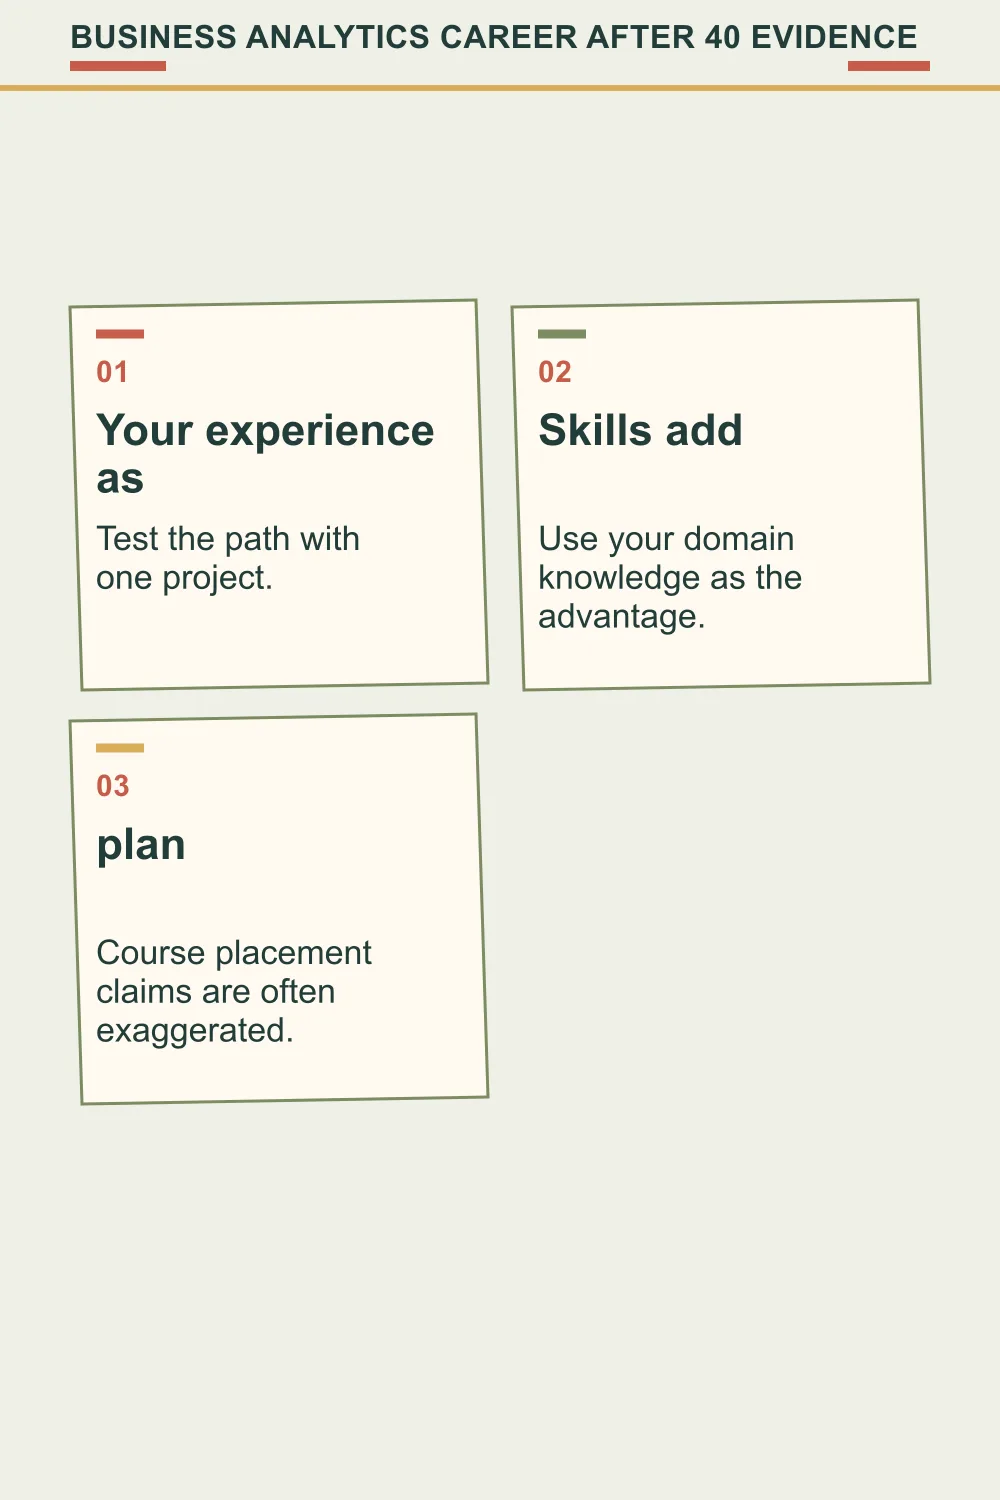 BUSINESS ANALYTICS CAREER AFTER 40 EVIDENCE
01
Your experience
as
Test the path with
one project.
02
Skills add
Use your domain
knowledge as the
advantage.
03
plan
Course placement
claims are often
exaggerated.